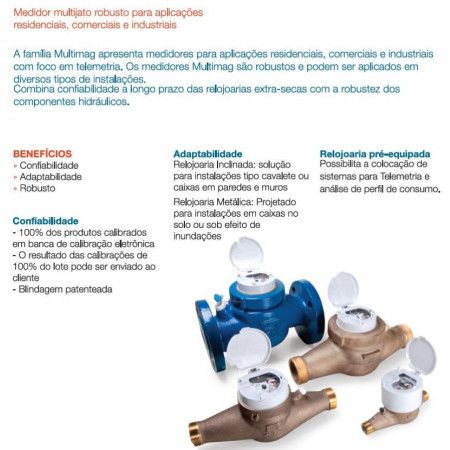 Medidor multijato robusto para aplicações
residenciais, comerciais e industriais
A família Multimag apresenta medidores para aplicações residenciais, comerciais e industriais
com foco em telemetria. Os medidores Multimag são robustos e podem ser aplicados em
diversos tipos de instalações.
Combina confiabilidade a longo prazo das relojoarias extra-secas com a robustez dos
componentes hidráulicos.
BENEFÍCIOS
» Confiabilidade
» Adaptabilidade
» Robusto
Confiabilidade
- 100% dos produtos calibrados
em banca de calibração eletrônica
- O resultado das calibrações de
100% do lote pode ser enviado ao
cliente
- Blindagem patenteada
Adaptabilidade
Relojoaria Inclinada: solução
para instalações tipo cavalete ou
caixas em paredes e muros
Relojoaria Metálica: Projetado
para instalações em caixas no
solo ou sob efeito de
inundações
Relojoaria pré-equipada
Possibilita a colocação de
sistemas para Telemetria e
análise de perfil de consumo.